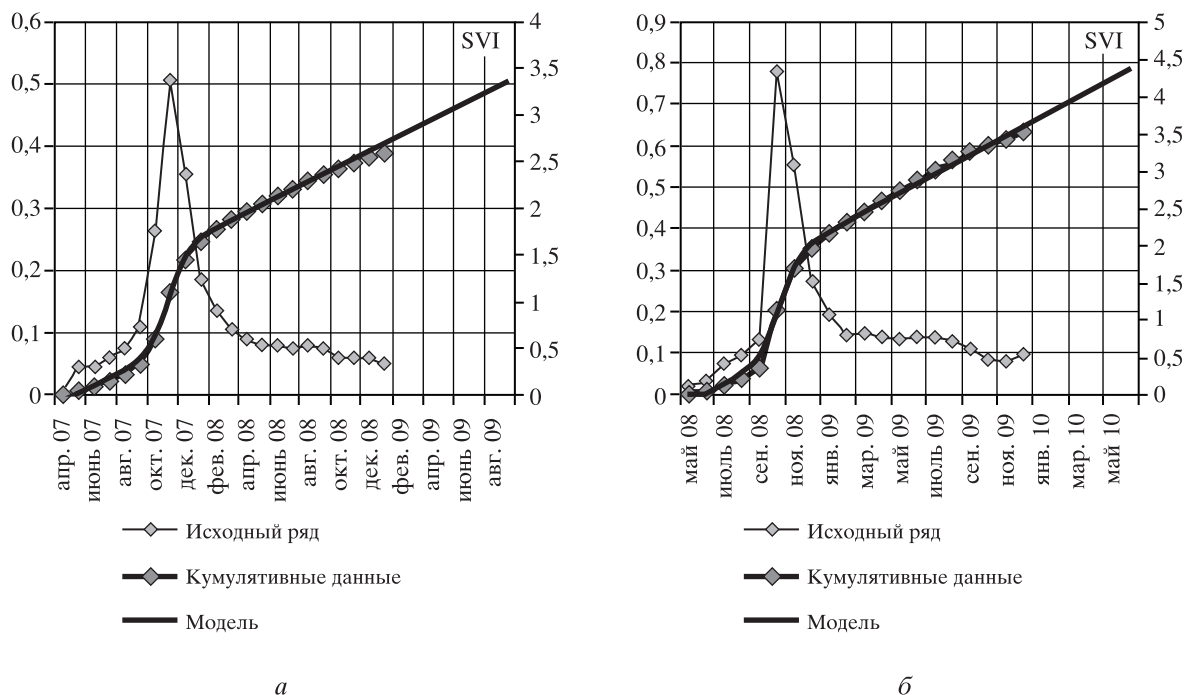 0,6
0,5
0,4
0,3
0,2
0,1
0
4
3,5
3
2,5
2
1,5
1
0,5
0
SVI
апр. 07
июнь 07
авг. 07
окт. 07
дек. 07
фев. 08
апр. 08
июнь 08
авг. 08
окт. 08
дек. 08
фев. 09
апр. 09
июнь 09
авг. 09
Исходный ряд
Кумулятивные данные
Модель
а
0,9
0,8
0,7
0,6
0,5
0,4
0,3
0,2
0,1
0
5
4,5
4
3,5
3
2,5
2
1,5
1
0,5
0
SVI
май 08
июль 08
сен. 08
ноя. 08
янв. 09
мар. 09
май 09
июль 09
сен. 09
ноя. 09
янв. 10
мар. 10
май 10
Исходный ряд
Кумулятивные данные
Модель
б